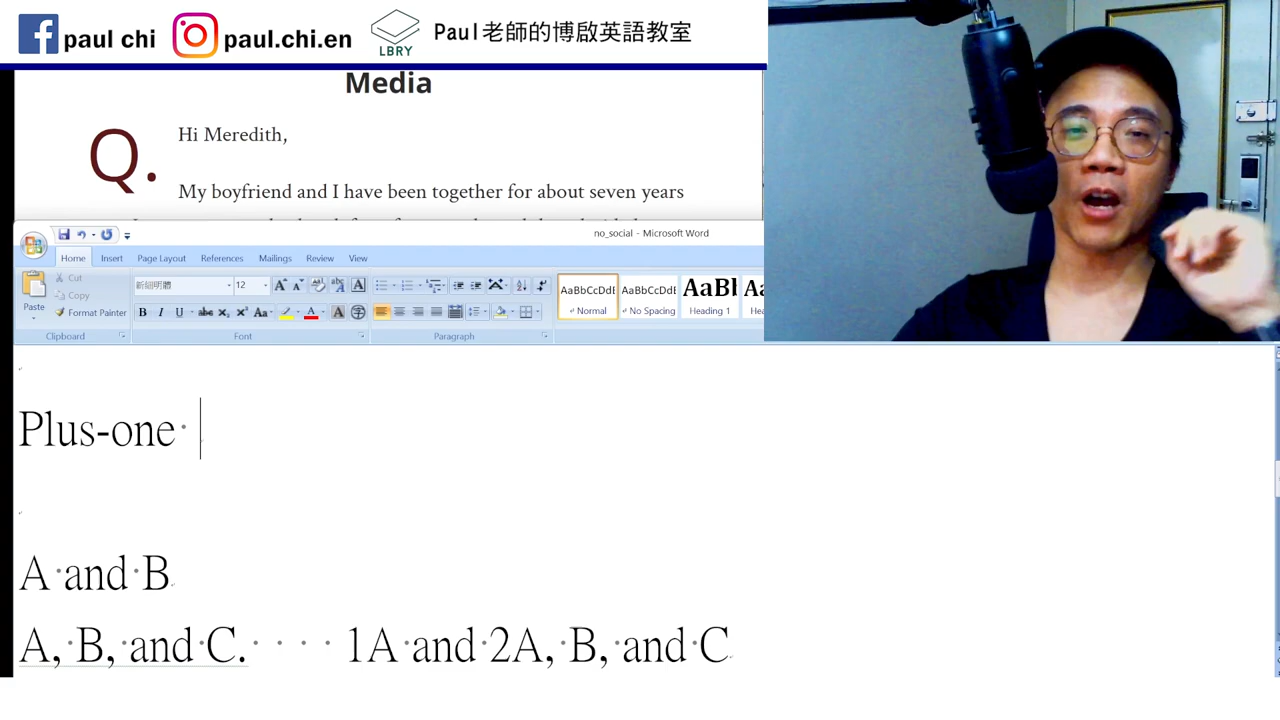 paul chi
paul.chi.en
LBRY
Paul老師的博啟英語教室
Media
Q.
Hi Meredith,
My boyfriend and I have been together for about seven years
no_social - Microsoft Word
Home Insert Page Layout References Mailings Review View
Paste
Cut
Copy
Format Painter
新細明體 12
AaBbCcDdE AaBbCcDdE AaBb Aa
Normal No Spacing Heading 1
Clipboard Font Paragraph
Plus-one
A and B
A, B, and C. 1A and 2A, B, and C